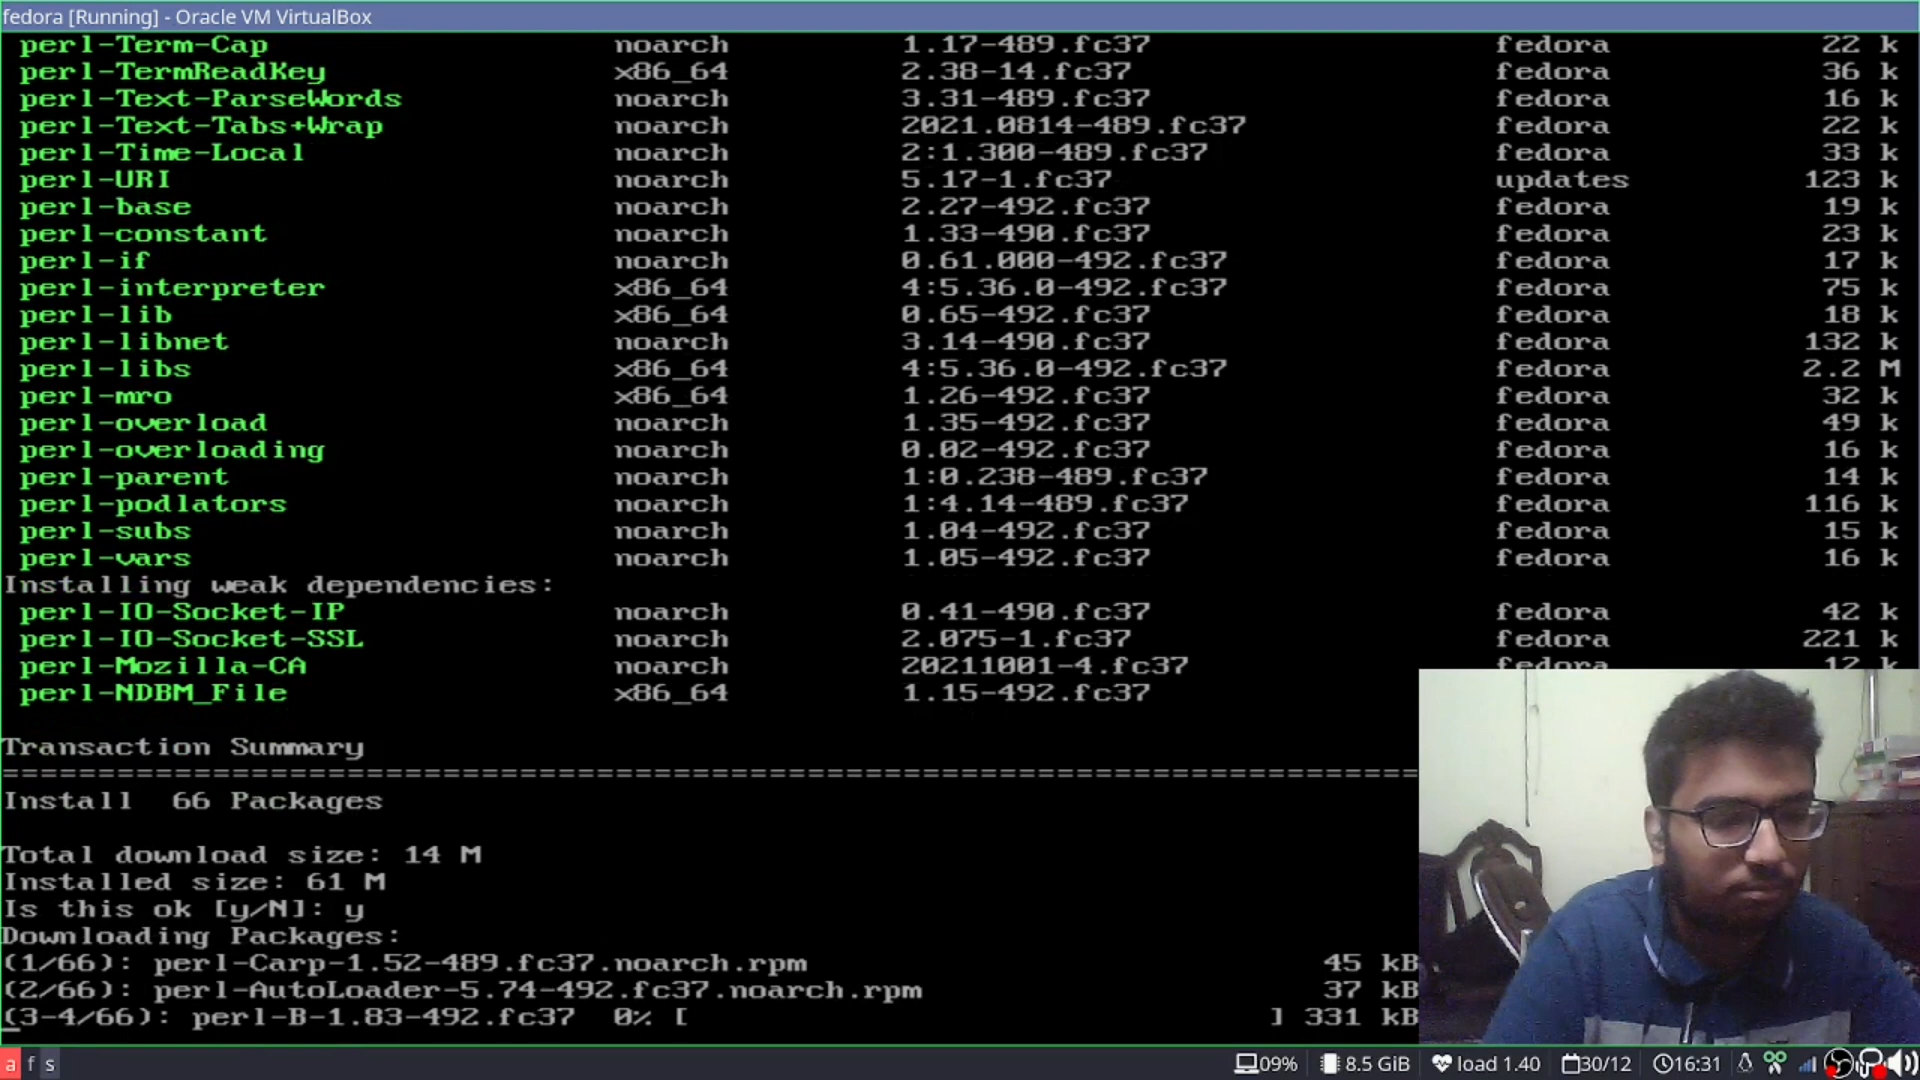 fedora [Running] - Oracle VM VirtualBox
perl-Term-Cap noarch 1.17-489.fc37 fedora 22 k
perl-TermReadKey x86_64 2.38-14.fc37 fedora 36 k
perl-Text-ParseWords noarch 3.31-489.fc37 fedora 16 k
perl-Text-Tabs+Wrap noarch 2021.0814-489.fc37 fedora 22 k
perl-Time-Local noarch 2:1.300-489.fc37 fedora 33 k
perl-URI noarch 5.17-1.fc37 updates 123 k
perl-base noarch 2.27-492.fc37 fedora 19 k
perl-constant noarch 1.33-490.fc37 fedora 23 k
perl-if noarch 0.61.000-492.fc37 fedora 17 k
perl-interpreter x86_64 4:5.36.0-492.fc37 fedora 75 k
perl-lib x86_64 0.65-492.fc37 fedora 18 k
perl-libnet noarch 3.14-490.fc37 fedora 132 k
perl-libs x86_64 4:5.36.0-492.fc37 fedora 2.2 M
perl-mro x86_64 1.26-492.fc37 fedora 32 k
perl-overload noarch 1.35-492.fc37 fedora 49 k
perl-overloading noarch 0.02-492.fc37 fedora 16 k
perl-parent noarch 1:0.238-489.fc37 fedora 14 k
perl-podlators noarch 1:4.14-489.fc37 fedora 116 k
perl-subs noarch 1.04-492.fc37 fedora 15 k
perl-vars noarch 1.05-492.fc37 fedora 16 k
Installing weak dependencies:
perl-IO-Socket-IP noarch 0.41-490.fc37 fedora 42 k
perl-IO-Socket-SSL noarch 2.075-1.fc37 fedora 221 k
perl-Mozilla-CA noarch 20211001-4.fc37 fedora 12 k
perl-NDBM_File x86_64 1.15-492.fc37
Transaction Summary
================================================================================
Install 66 Packages
Total download size: 14 M
Installed size: 61 M
Is this ok [y/N]: y
Downloading Packages:
(1/66): perl-Carp-1.52-489.fc37.noarch.rpm 45 kB
(2/66): perl-AutoLoader-5.74-492.fc37.noarch.rpm 37 kB
(3-4/66): perl-B-1.83-492.fc37 0% [ ] 331 kB
a f s 09% 8.5 GiB load 1.40 30/12 16:31